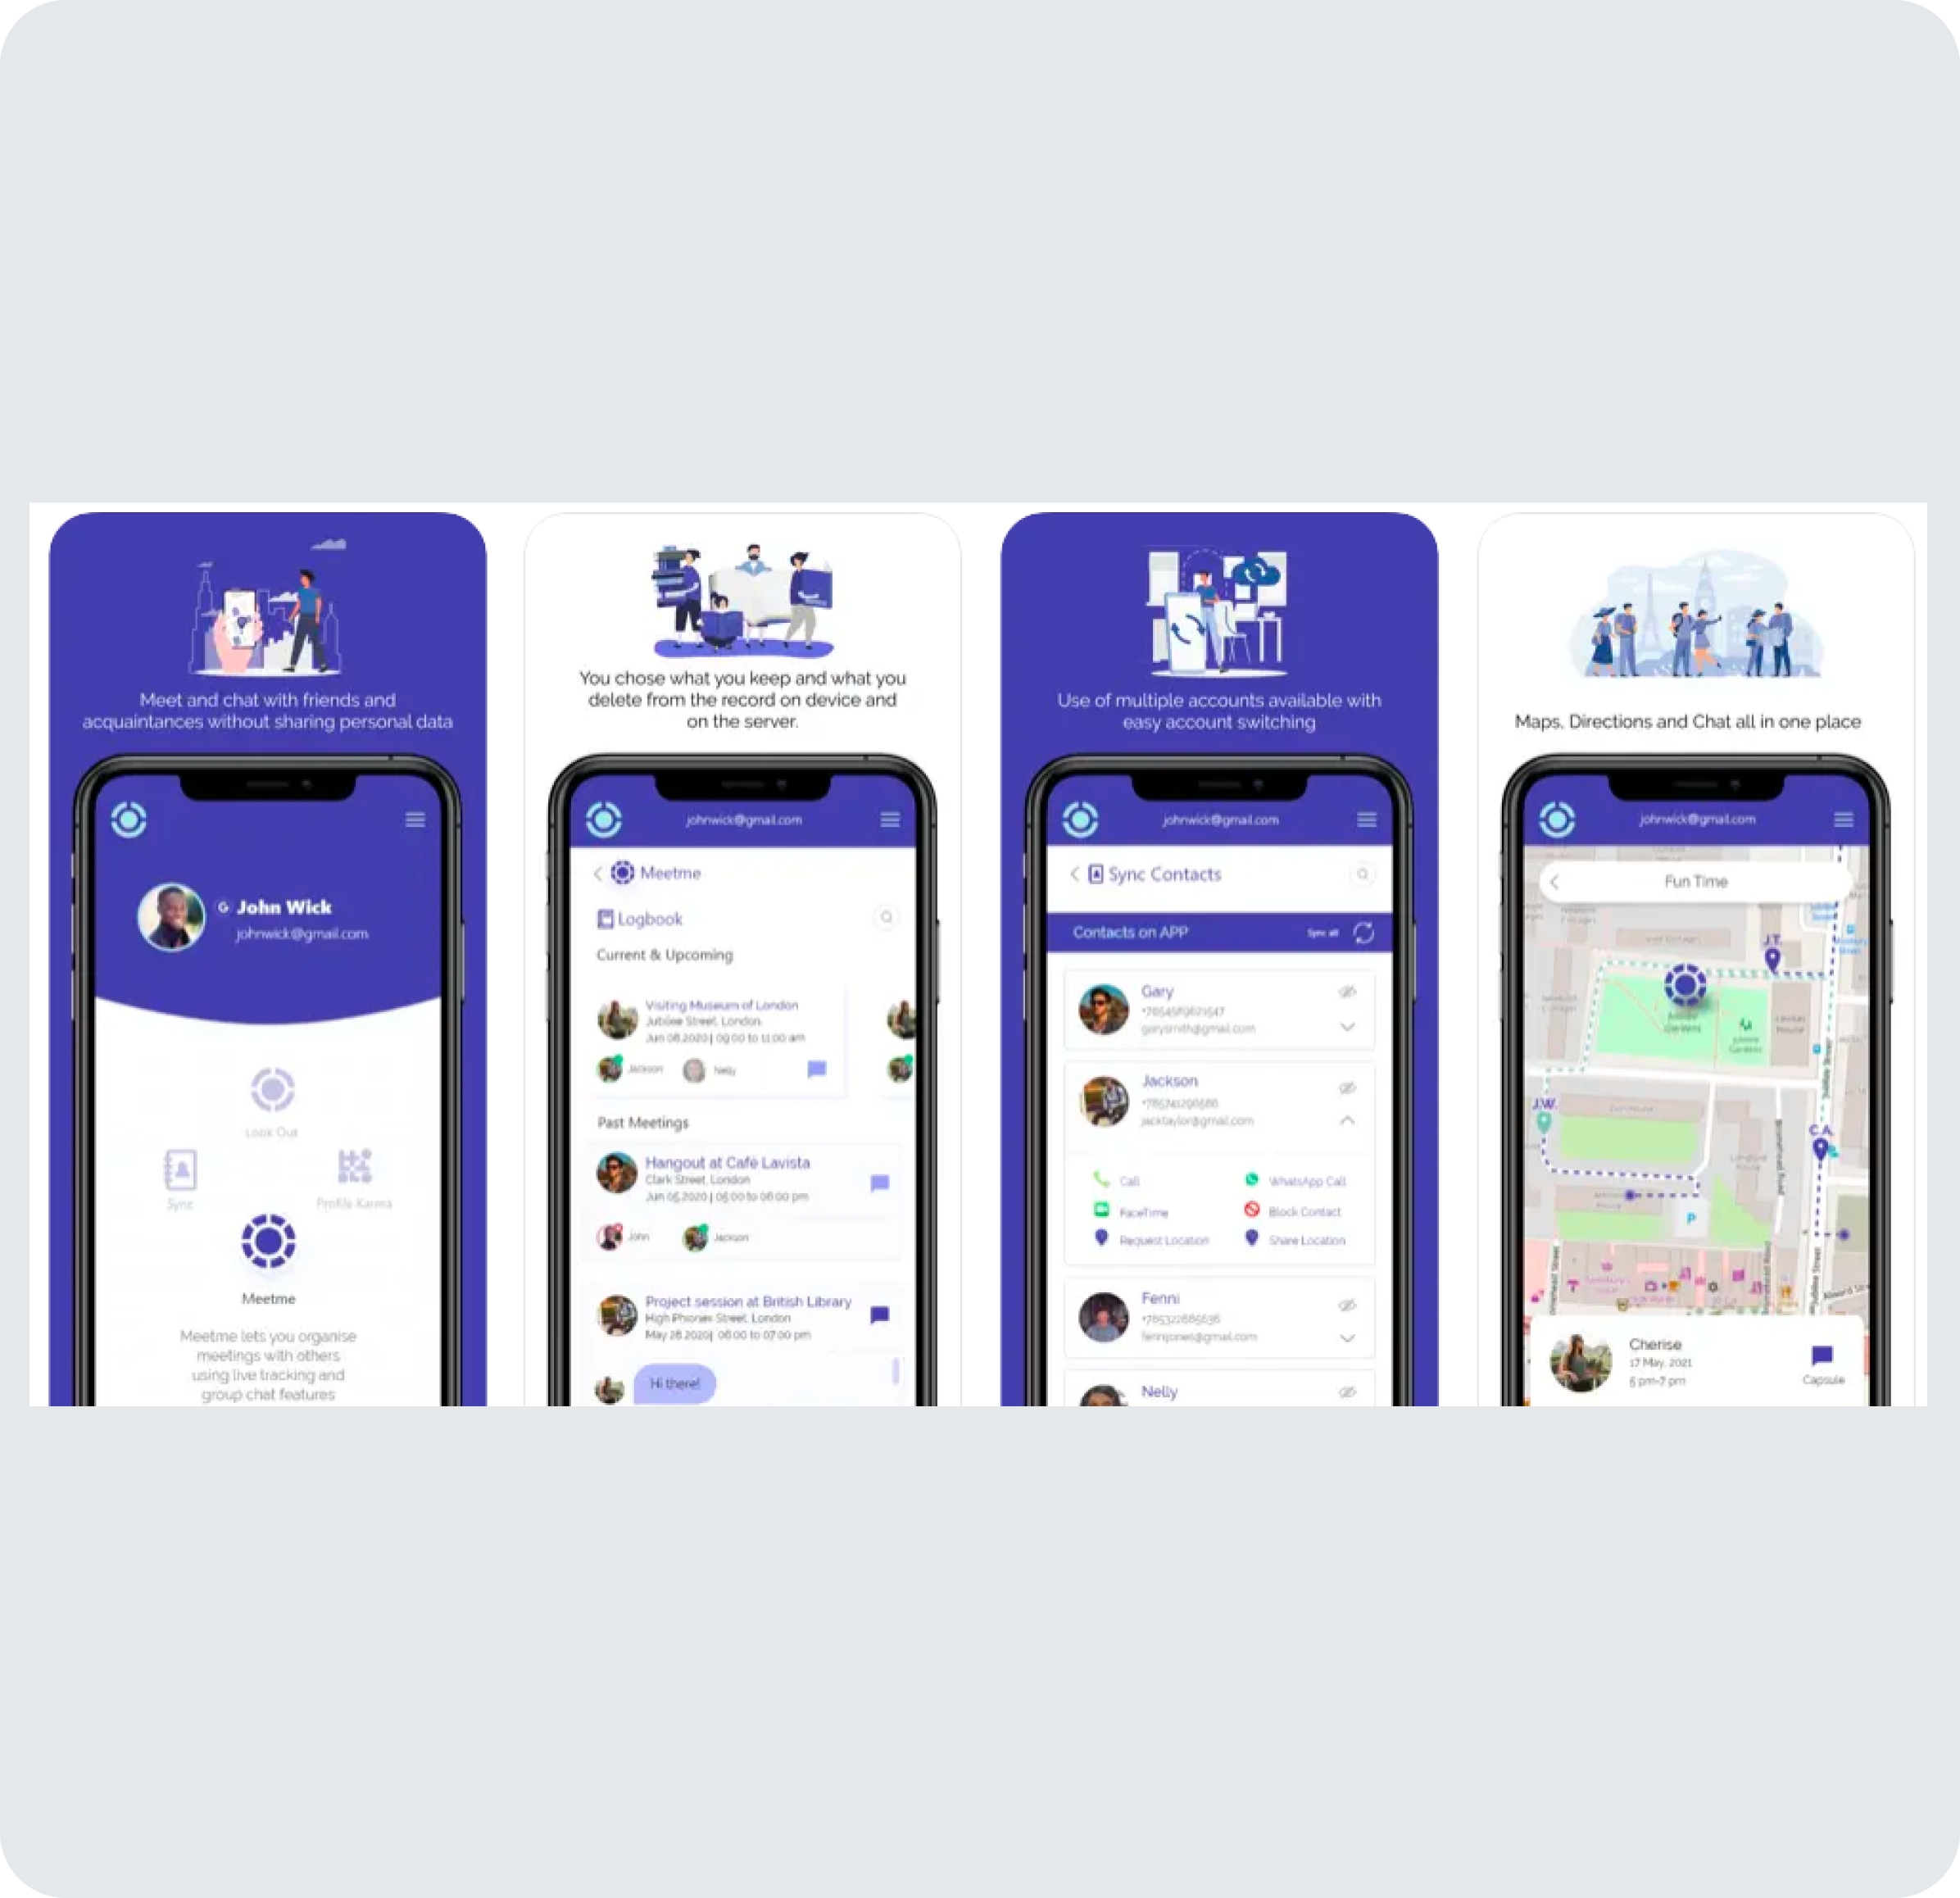 Meet and chat with friends and
acquaintances without sharing personal data
John Wick
johnwick@gmail.com
Look Out
Sync
Profile Karma
Meetme
Meetme lets you organise
meetings with others
using live tracking and
group chat features
You chose what you keep and what you
delete from the record on device and
on the server.
johnwick@gmail.com
Meetme
Logbook
Current & Upcoming
Visiting Museum of London
Jubilee Street, London.
Jun 08,2020| 09:00 to 11:00 am
Jackson
Nelly
Past Meetings
Hangout at Café Lavista
Clark Street, London
Jun 05,2020| 05:00 to 06:00 pm
John
Jackson
Project session at British Library
High Phiones Street, London
May 28,2020| 06:00 to 07:00 pm
Hi there!
Use of multiple accounts available with
easy account switching
johnwick@gmail.com
Sync Contacts
Contacts on APP
Sync all
Gary
garysmith@gmail.com
Jackson
+785741296586
jacktaylor@gmail.com
Call
WhatsApp Call
FaceTime
Block Contact
Request Location
Share Location
Fenni
+785322685636
fennijones@gmail.com
Nelly
Maps, Directions and Chat all in one place
johnwick@gmail.com
Fun Time
J.T.
Jubilee
Gardens
J.W.
C.A.
Jubilee Street
P
Cherise
17 May, 2021
5 pm-7 pm
Capsule